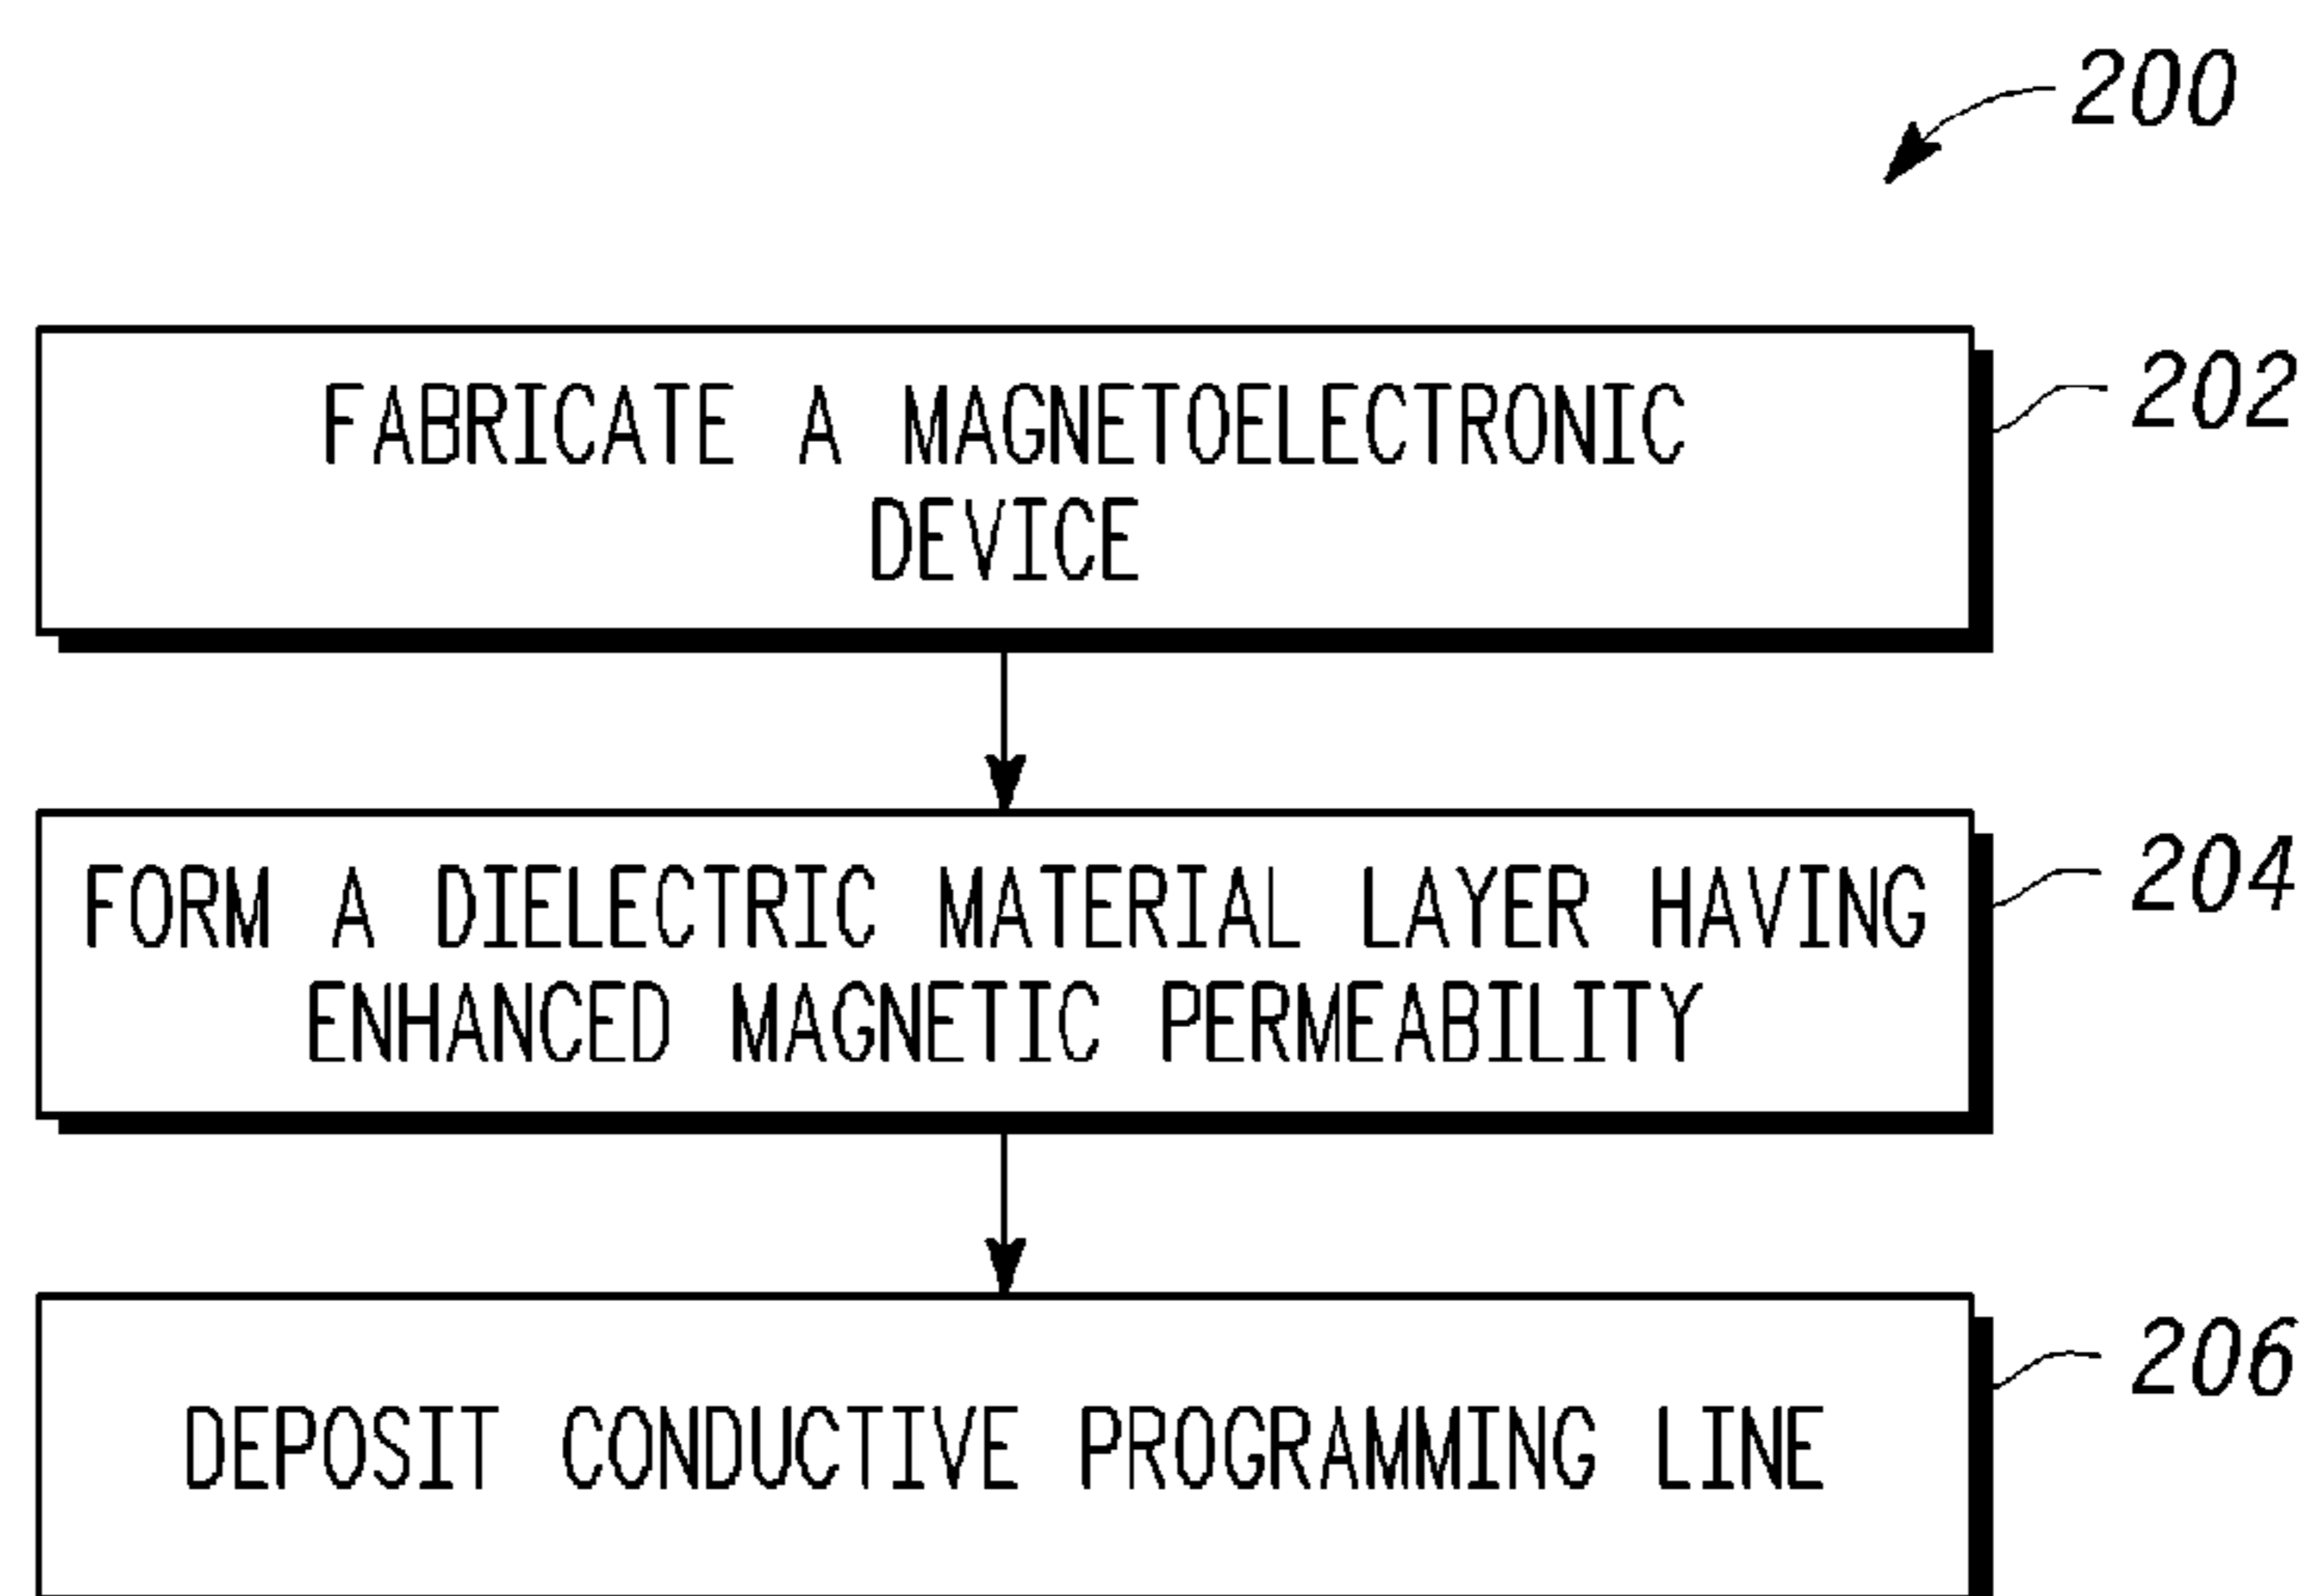 200
FABRICATE A MAGNETOELECTRONIC
DEVICE
202
FORM A DIELECTRIC MATERIAL LAYER HAVING
ENHANCED MAGNETIC PERMEABILITY
204
DEPOSIT CONDUCTIVE PROGRAMMING LINE
206